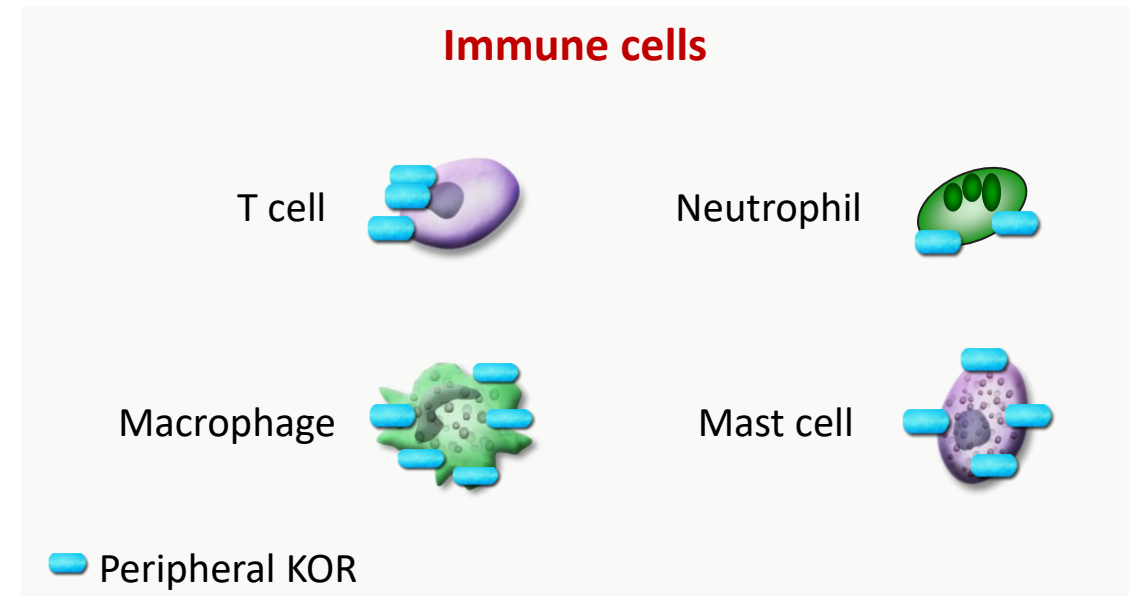 Immune cells
T cell
Neutrophil
Macrophage
Mast cell
Peripheral KOR